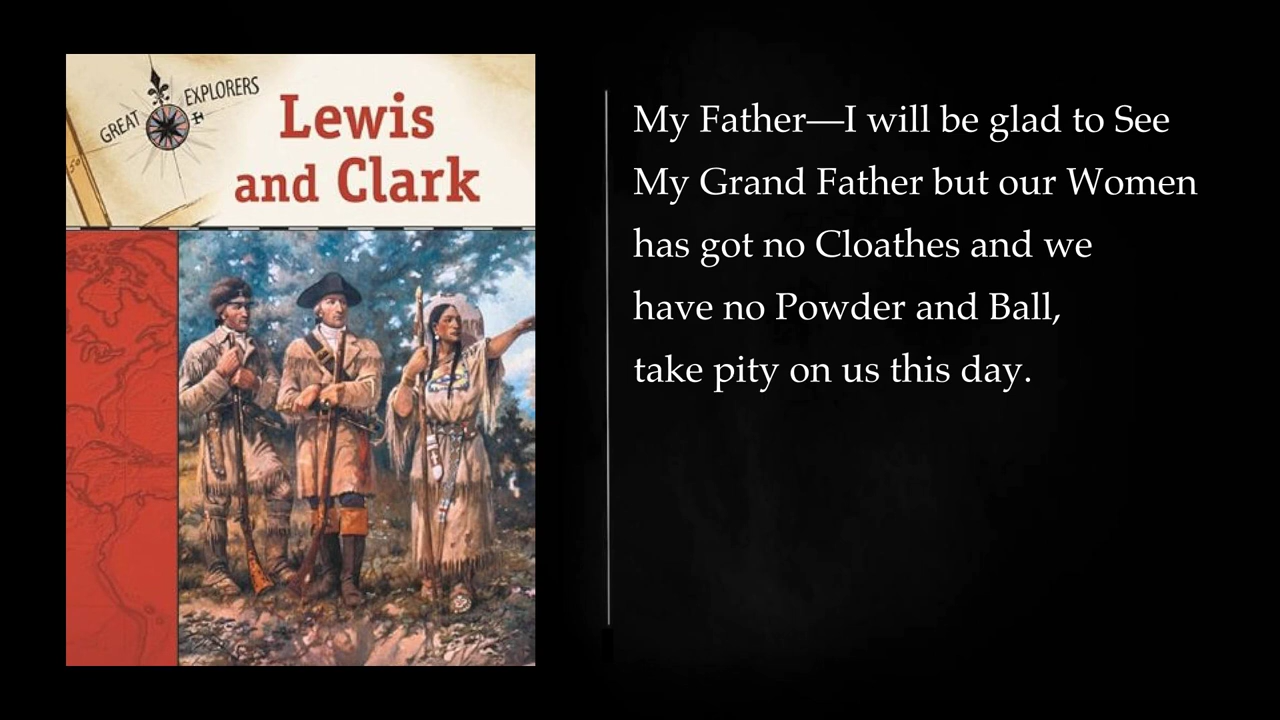 GREAT EXPLORERS
Lewis
and Clark
50
My Father—I will be glad to See
My Grand Father but our Women
has got no Cloathes and we
have no Powder and Ball,
take pity on us this day.